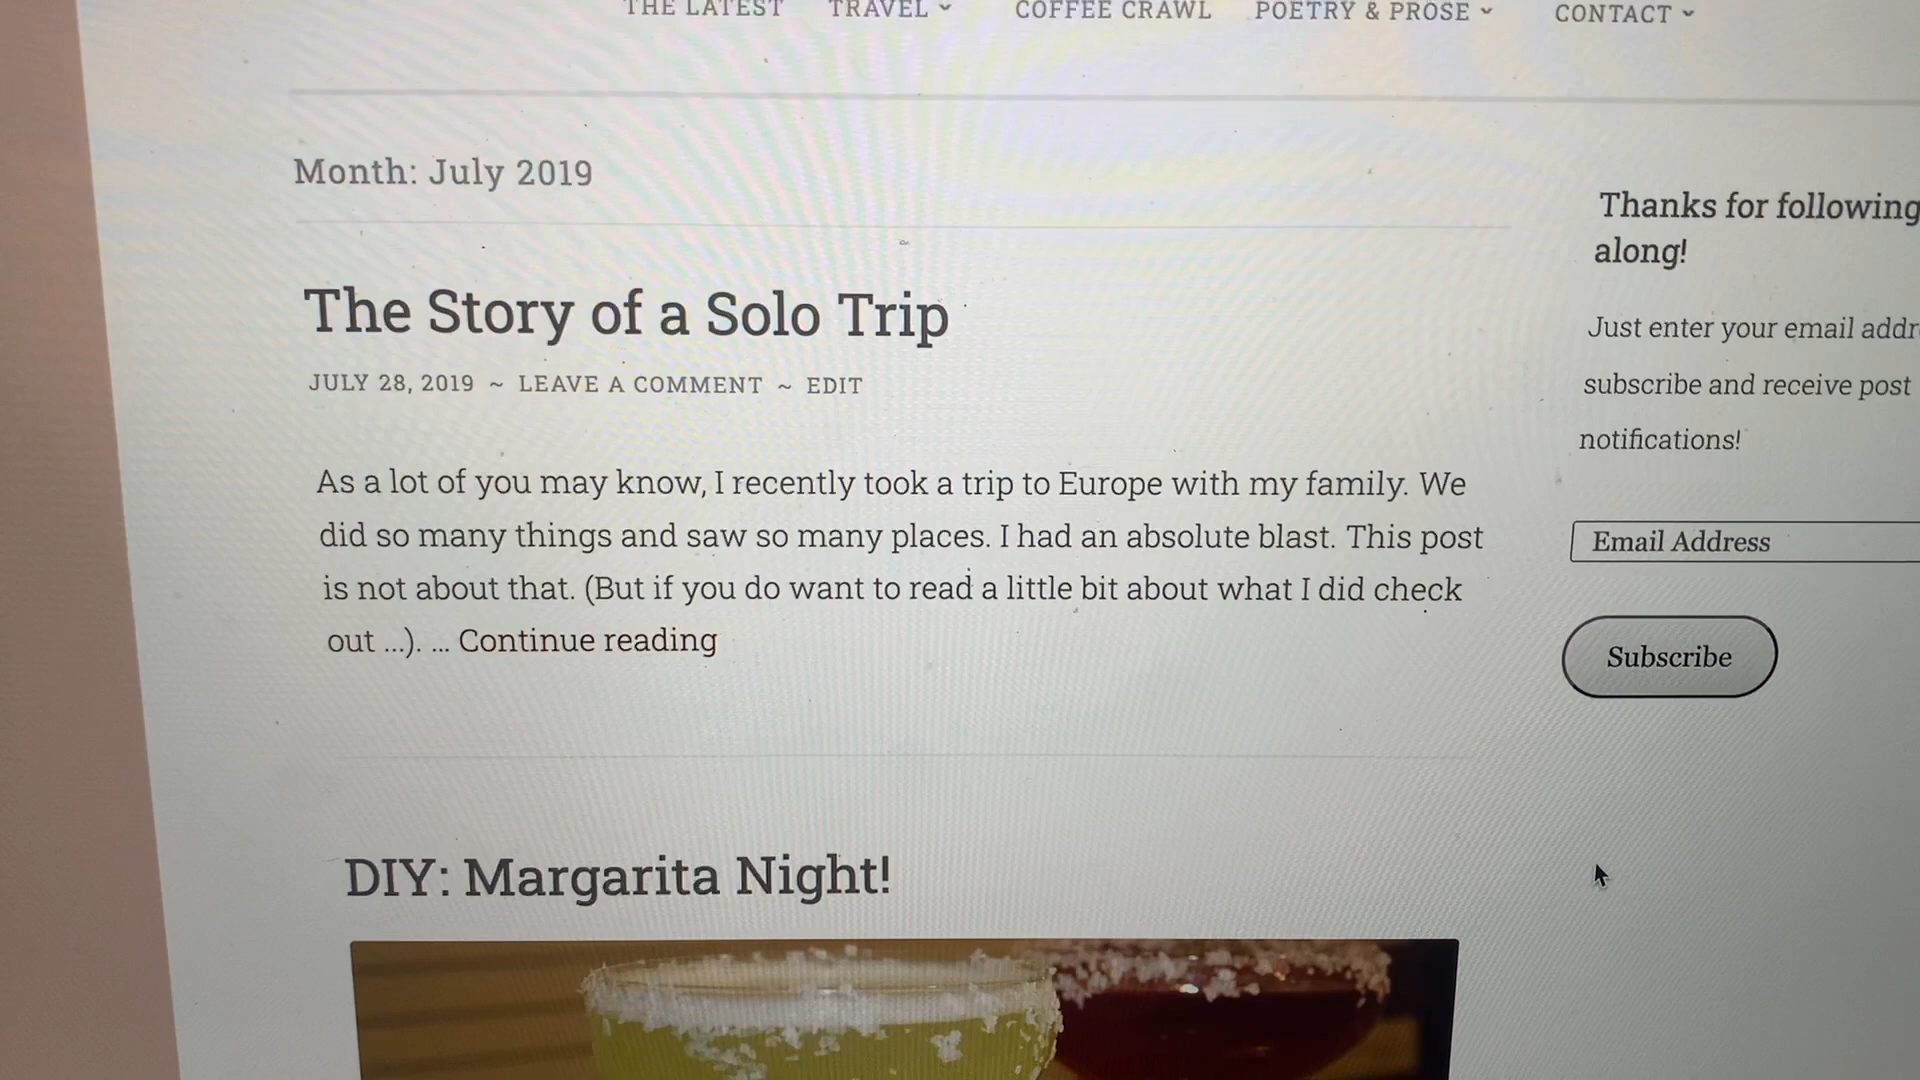 THE LATEST TRAVEL COFFEE CRAWL POETRY & PROSE CONTACT
Month: July 2019
The Story of a Solo Trip
JULY 28, 2019 ~ LEAVE A COMMENT ~ EDIT
As a lot of you may know, I recently took a trip to Europe with my family. We
did so many things and saw so many places. I had an absolute blast. This post
is not about that. (But if you do want to read a little bit about what I did check
out ...). ... Continue reading
DIY: Margarita Night!
Thanks for following
along!
Just enter your email
subscribe and receive post
notifications!
Email Address
Subscribe